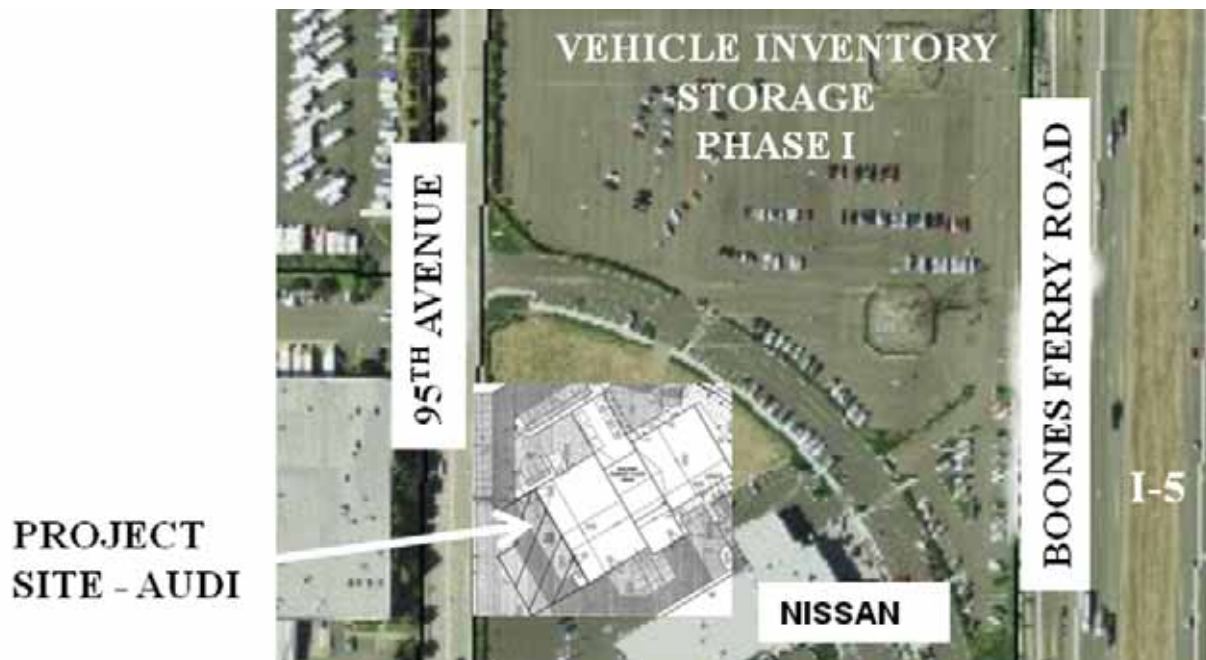 VEHICLE INVENTORY
STORAGE
PHASE I
95TH AVENUE
BOONES FERRY ROAD
I-5
PROJECT
SITE - AUDI
NISSAN